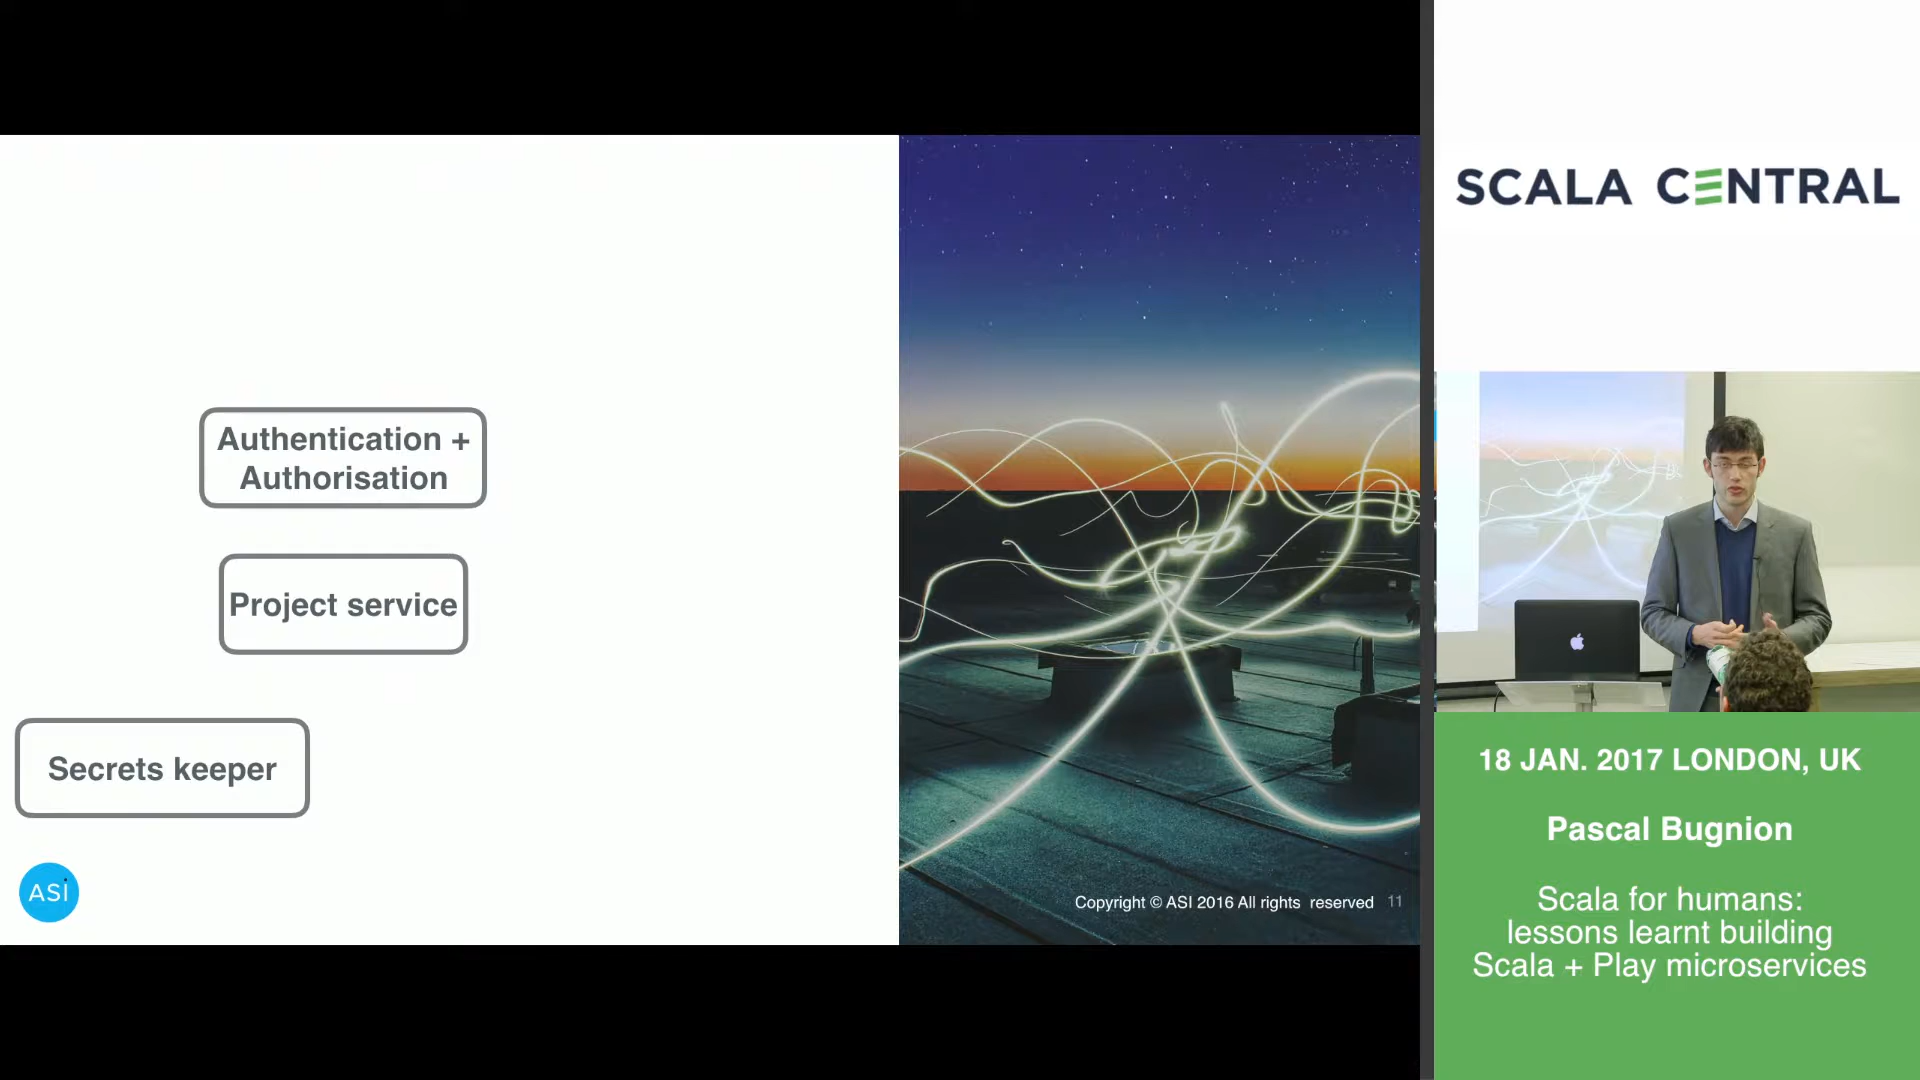 Authentication +
Authorisation
Project service
Secrets keeper
ASI
Copyright © ASI 2016 All rights reserved 11
SCALA CENTRAL
18 JAN. 2017 LONDON, UK
Pascal Bugnion
Scala for humans:
lessons learnt building
Scala + Play microservices